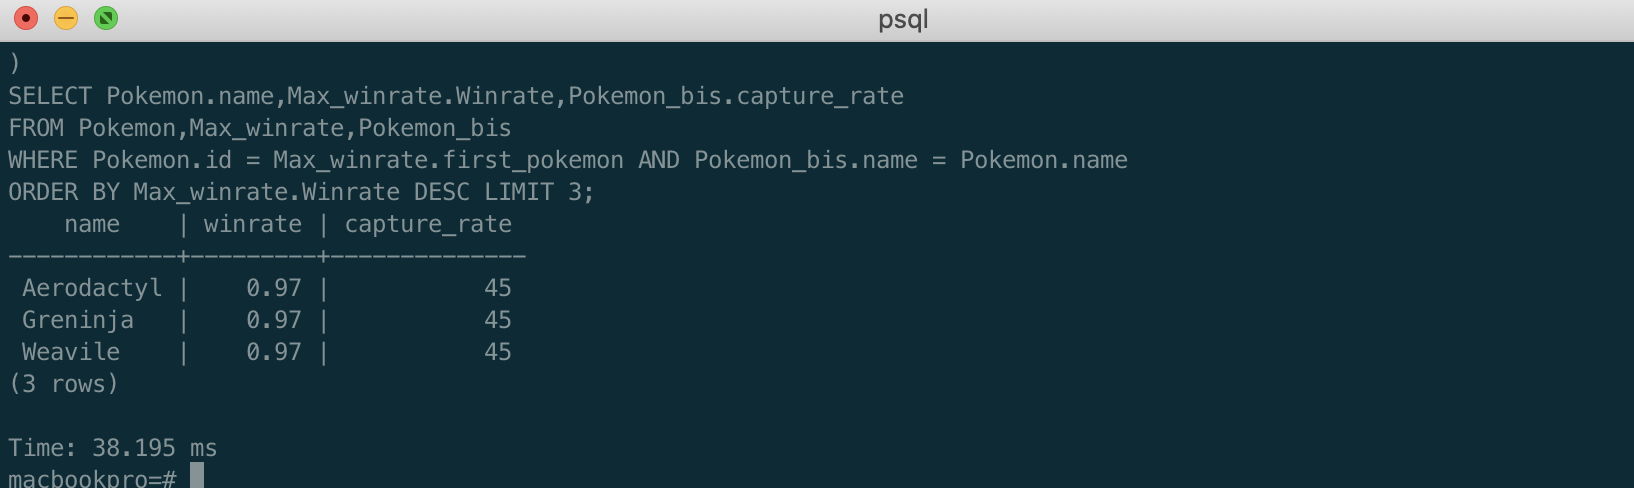 psql
)
SELECT Pokemon.name,Max_winrate.Winrate,Pokemon_bis.capture_rate
FROM Pokemon,Max_winrate,Pokemon_bis
WHERE Pokemon.id = Max_winrate.first_pokemon AND Pokemon_bis.name = Pokemon.name
ORDER BY Max_winrate.Winrate DESC LIMIT 3;
    name    | winrate | capture_rate
------------+---------+--------------
 Aerodactyl |    0.97 |           45
 Greninja   |    0.97 |           45
 Weavile    |    0.97 |           45
(3 rows)

Time: 38.195 ms
macbookpro=#